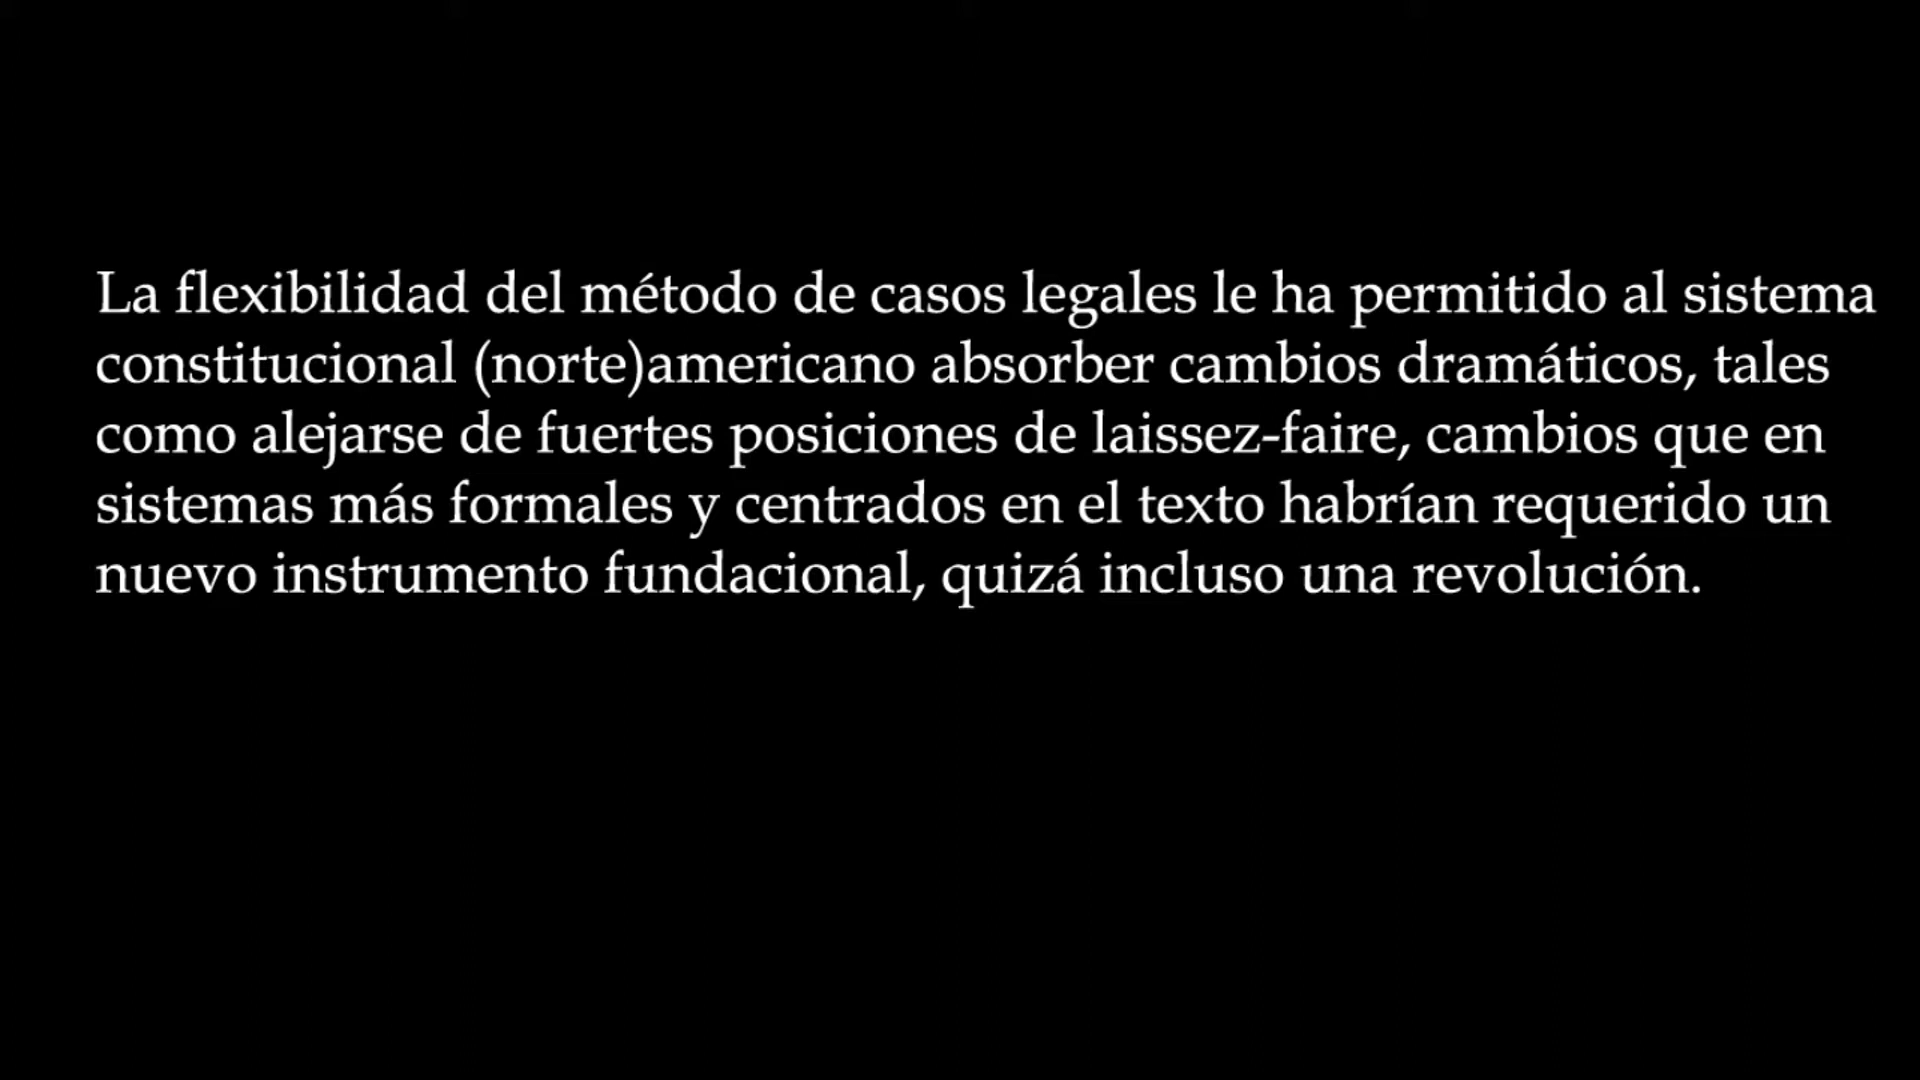 La flexibilidad del método de casos legales le ha permitido al sistema
constitucional (norte)americano absorber cambios dramáticos, tales
como alejarse de fuertes posiciones de laissez-faire, cambios que en
sistemas más formales y centrados en el texto habrían requerido un
nuevo instrumento fundacional, quizá incluso una revolución.